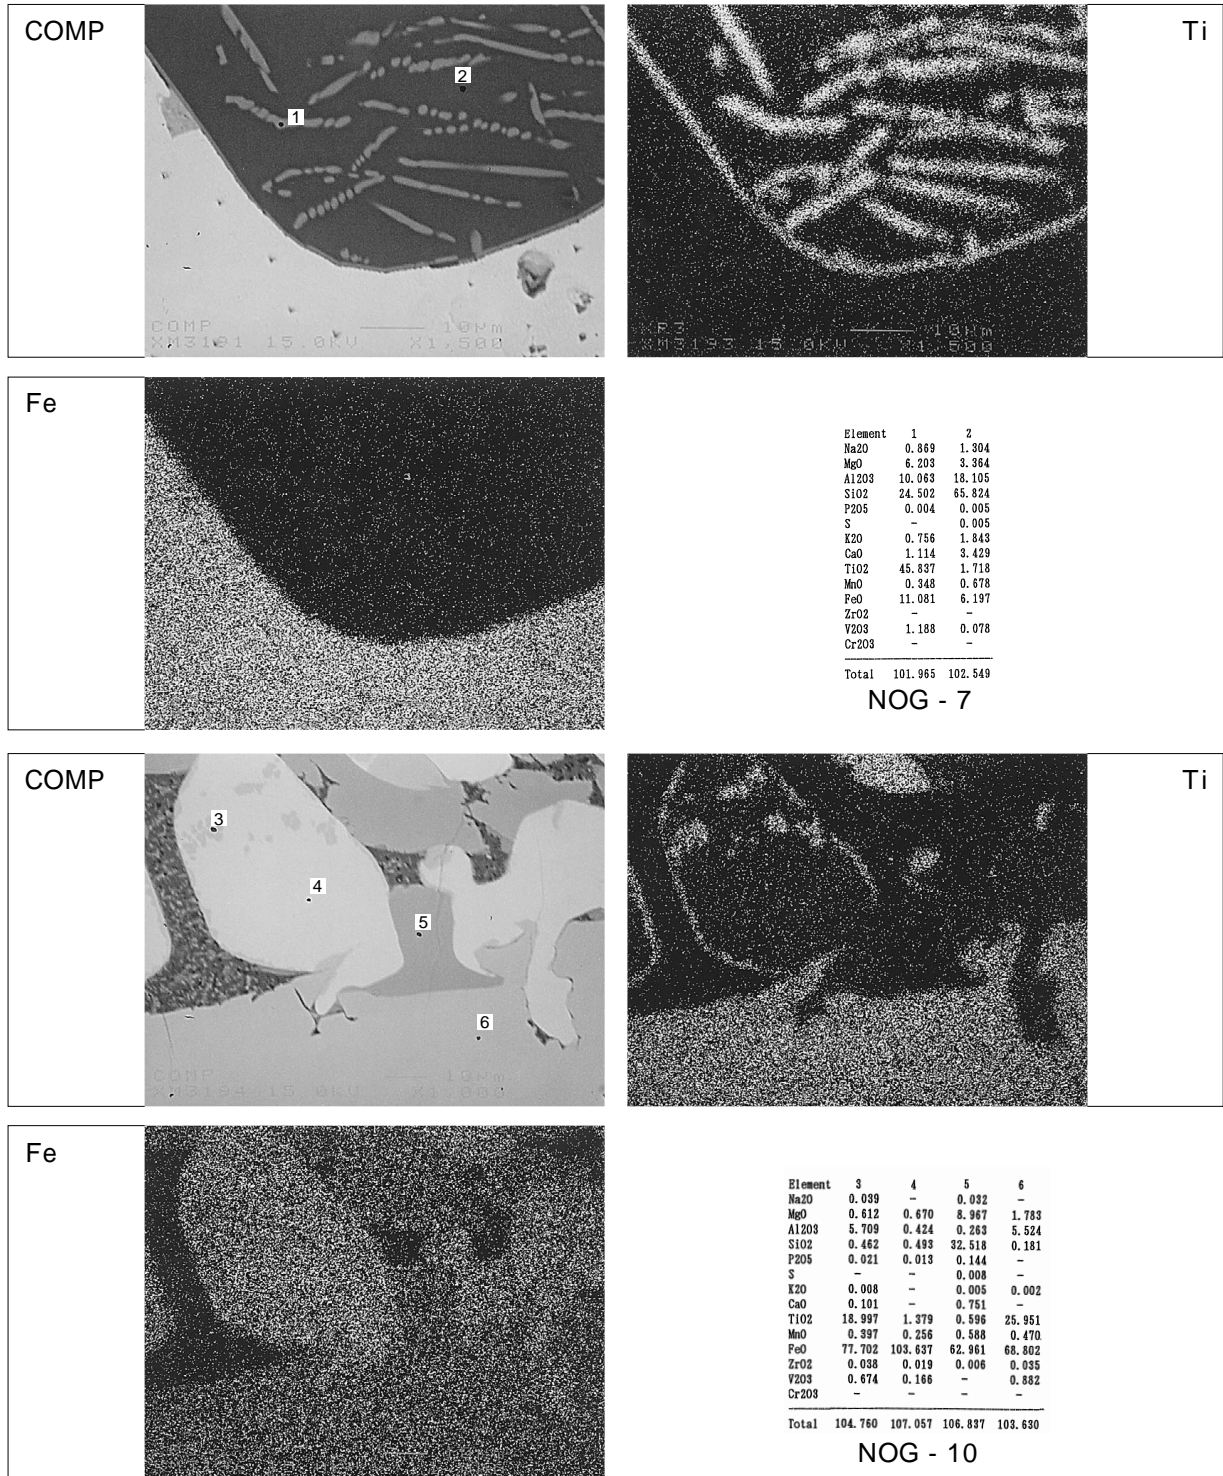 COMP
2
1
COMP 10μm
XM3191 15.0KV X1,500
Ti
10μm
XM3193 15.0KV X1,500
Fe
Element 1 2
Na2O 0.869 1.304
MgO 6.203 3.364
Al2O3 10.063 18.105
SiO2 24.502 65.824
P2O5 0.004 0.005
S - 0.005
K2O 0.756 1.843
CaO 1.114 3.429
TiO2 45.837 1.718
MnO 0.348 0.678
FeO 11.081 6.197
ZrO2 - -
V2O3 1.188 0.078
Cr2O3 - -
Total 101.965 102.549
NOG - 7
COMP
3
4
5
6
COMP 10μm
XM3194 15.0KV X1,000
Ti
Fe
Element 3 4 5 6
Na2O 0.039 - 0.032 -
MgO 0.612 0.670 8.967 1.783
Al2O3 5.709 0.424 0.263 5.524
SiO2 0.462 0.493 32.518 0.181
P2O5 0.021 0.013 0.144 -
S - - 0.008 -
K2O 0.008 - 0.005 0.002
CaO 0.101 - 0.751 -
TiO2 18.997 1.379 0.596 25.951
MnO 0.397 0.256 0.588 0.470
FeO 77.702 103.637 62.961 68.802
ZrO2 0.038 0.019 0.006 0.035
V2O3 0.674 0.166 - 0.882
Cr2O3 - - - -
Total 104.760 107.057 106.837 103.630
NOG - 10